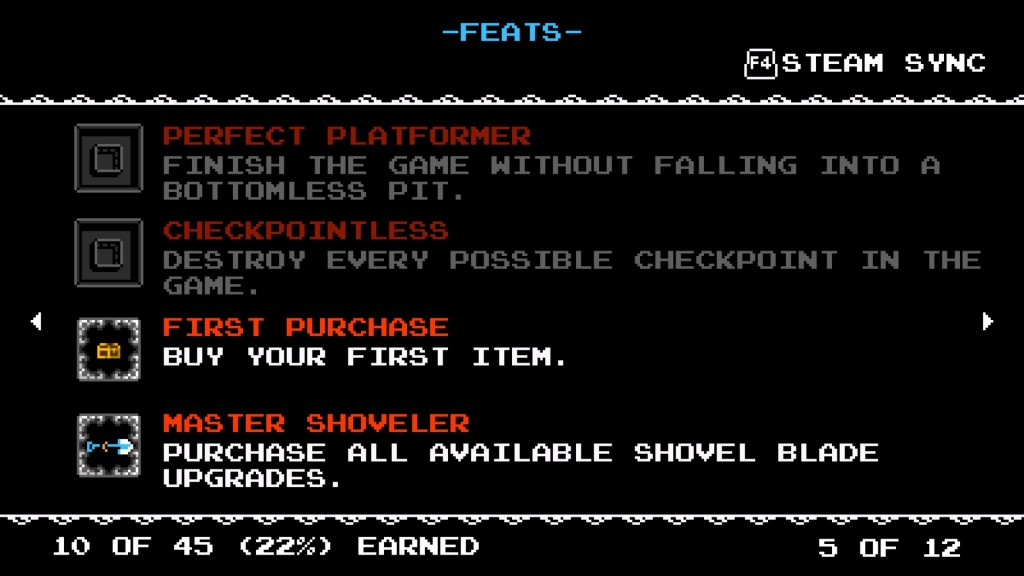 -FEATS-
F4 STEAM SYNC
PERFECT PLATFORMER
FINISH THE GAME WITHOUT FALLING INTO A
BOTTOMLESS PIT.
CHECKPOINTLESS
DESTROY EVERY POSSIBLE CHECKPOINT IN THE
GAME.
FIRST PURCHASE
BUY YOUR FIRST ITEM.
MASTER SHOVELER
PURCHASE ALL AVAILABLE SHOVEL BLADE
UPGRADES.
10 OF 45 (22%) EARNED
5 OF 12